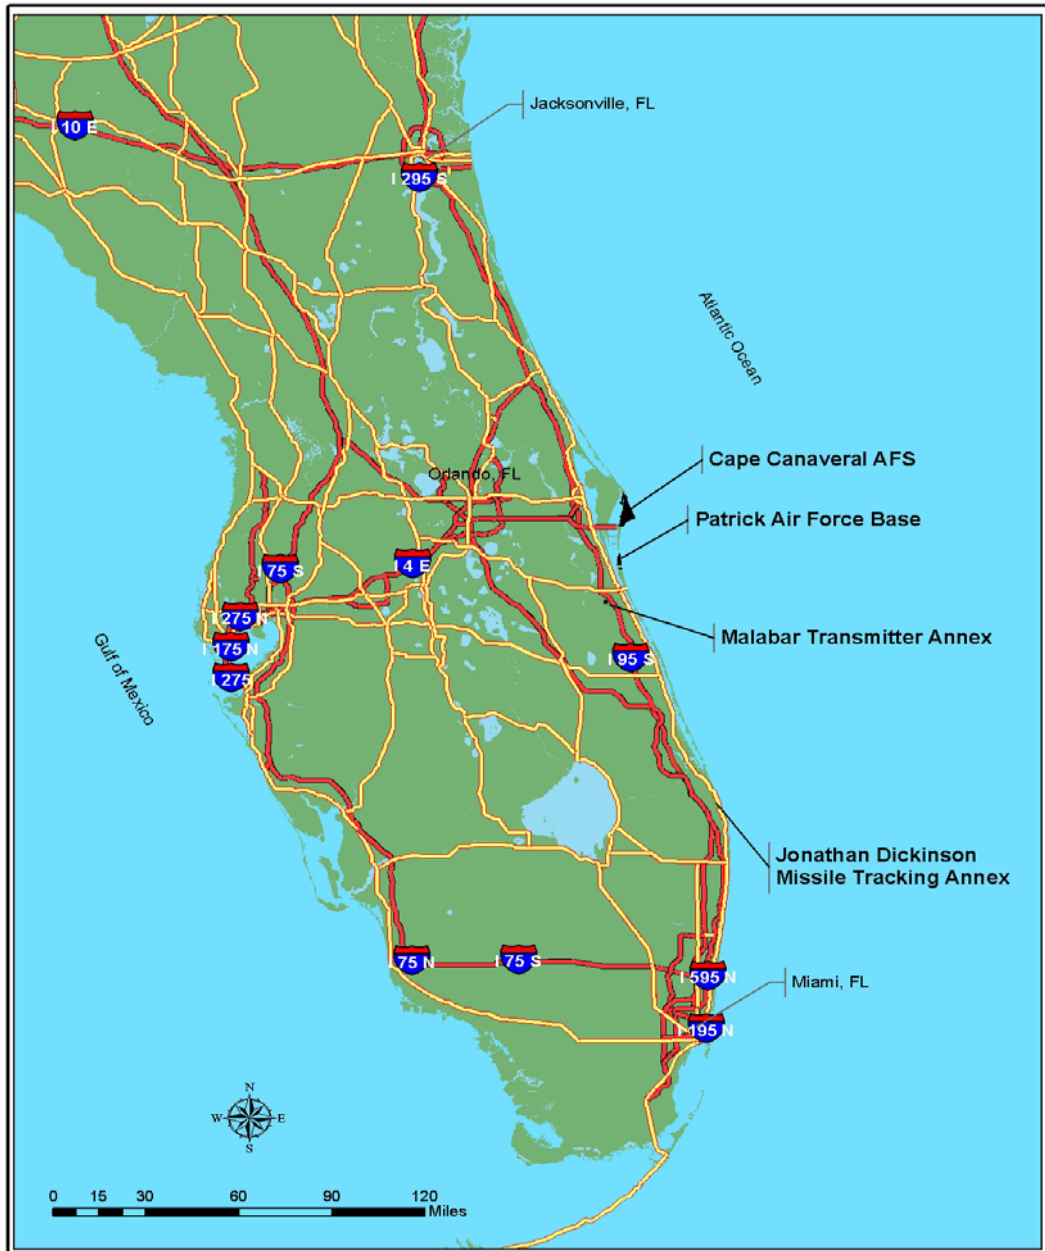 Jacksonville, FL
I 10 E
I 295 S
Atlantic Ocean
Cape Canaveral AFS
Orlando, FL
Patrick Air Force Base
I 75 S
I 4 E
I 275 N
Malabar Transmitter Annex
I 175 N
I 95 S
Gulf of Mexico
I 275
Jonathan Dickinson
Missile Tracking Annex
I 75 N
I 75 S
I 595 N
Miami, FL
I 195 N
N
W
E
S
0 15 30 60 90 120
Miles